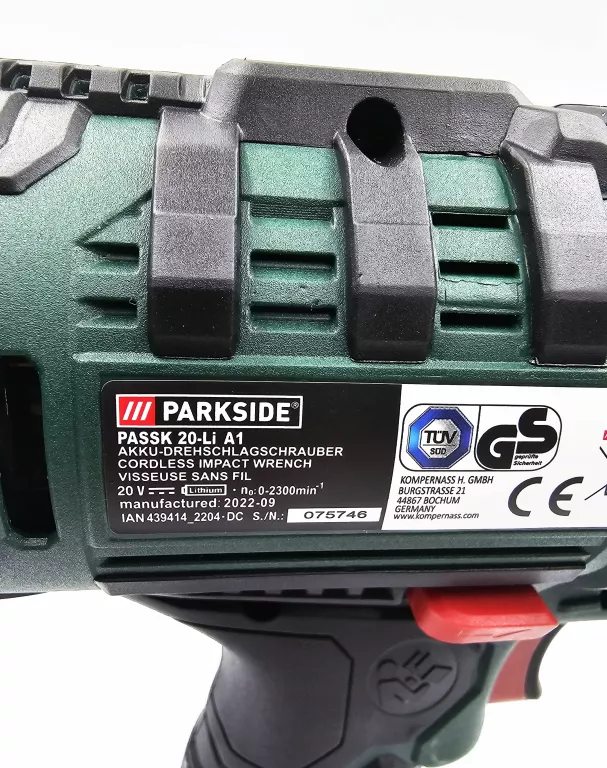 PARKSIDE®
PASSK 20-Li A1
AKKU-DREHSCHLAGSCHRAUBER
CORDLESS IMPACT WRENCH
VISSEUSE SANS FIL
20 V Lithium · n₀: 0-2300min⁻¹
manufactured: 2022-09
IAN 439414_2204·DC S./N.: 075746
TÜV
SÜD
GS
geprüfte
Sicherheit
KOMPERNASS H. GMBH
BURGSTRASSE 21
44867 BOCHUM
GERMANY
www.kompernass.com
CE